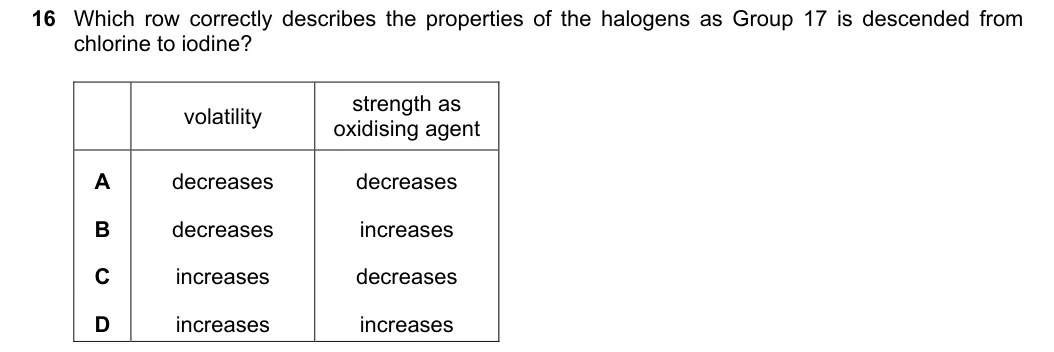 16 Which row correctly describes the properties of the halogens as Group 17 is descended from
chlorine to iodine?
volatility strength as
oxidising agent
A decreases decreases
B decreases increases
C increases decreases
D increases increases